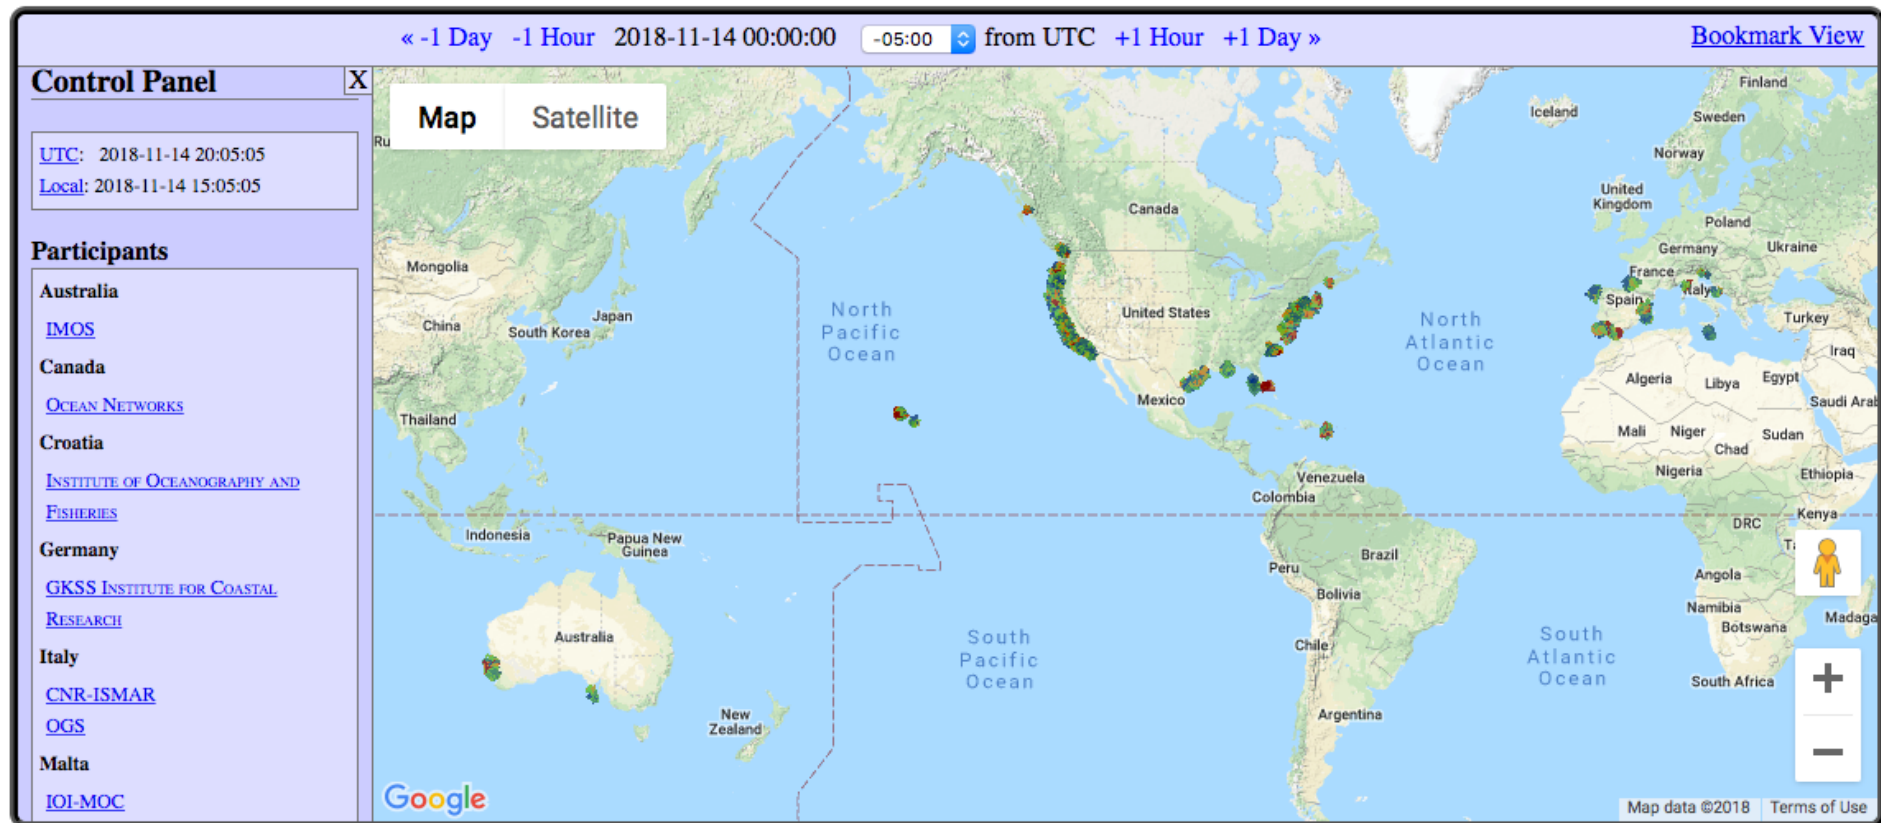 « -1 Day -1 Hour 2018-11-14 00:00:00 -05:00 from UTC +1 Hour +1 Day »
Bookmark View
Control Panel
X
UTC: 2018-11-14 20:05:05
Local: 2018-11-14 15:05:05
Participants
Australia
IMOS
Canada
Ocean Networks
Croatia
Institute of Oceanography and
Fisheries
Germany
GKSS Institute for Coastal
Research
Italy
CNR-ISMAR
OGS
Malta
IOI-MOC
Map Satellite
Ru
Finland
Iceland
Sweden
Norway
United
Kingdom
Canada
Poland
Germany
Ukraine
Mongolia
France
Italy
Spain
North
Pacific
Ocean
United States
North
Atlantic
Ocean
Japan
China
South Korea
Turkey
Iraq
Algeria
Libya
Egypt
Mexico
Saudi Arab
Thailand
Mali
Niger
Sudan
Chad
Nigeria
Ethiopia
Venezuela
Colombia
Kenya
DRC
Indonesia
Papua New
Guinea
Brazil
Peru
Angola
Bolivia
Namibia
Botswana
Madaga
Australia
South
Pacific
Ocean
Chile
South
Atlantic
Ocean
South Africa
New
Zealand
Argentina
+
−
Google
Map data ©2018 Terms of Use